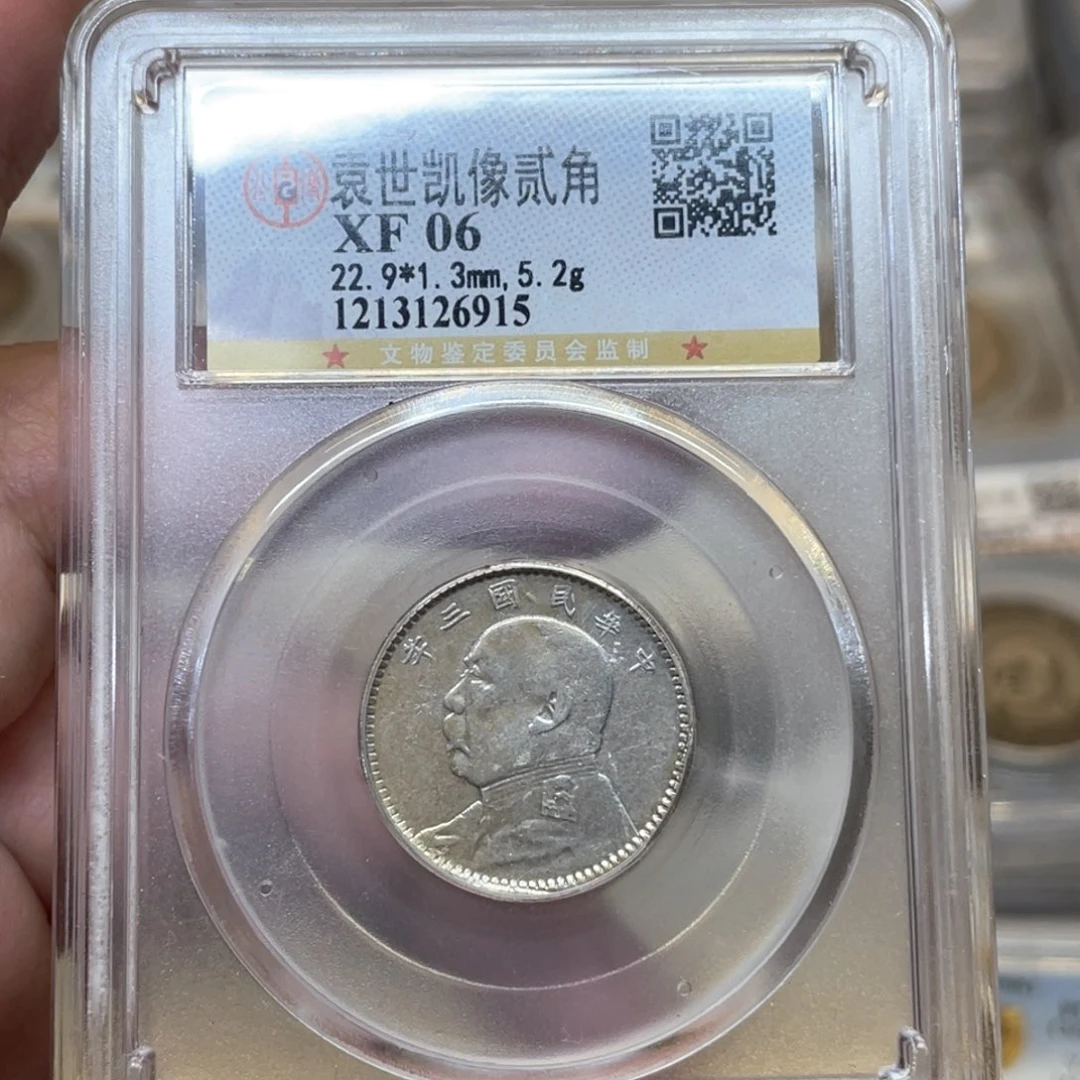 袁世凯像贰角
XF 06
22.9*1.3mm,5.2g
1213126915
★ 文物鉴定委员会监制 ★
年三國民華中